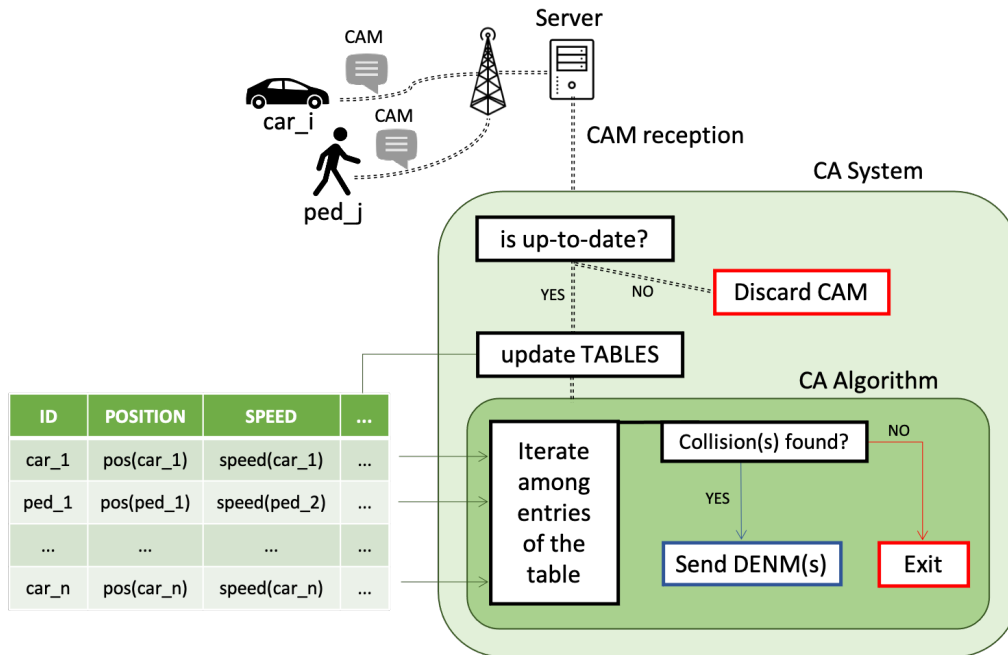 Server
CAM
car_i
CAM
ped_j
CAM reception
CA System
is up-to-date?
YES
NO
Discard CAM
update TABLES
CA Algorithm
ID POSITION SPEED ...
car_1 pos(car_1) speed(car_1) ...
ped_1 pos(ped_1) speed(ped_2) ...
... ... ... ...
car_n pos(car_n) speed(car_n) ...
Iterate
among
entries
of the
table
Collision(s) found?
NO
YES
Send DENM(s)
Exit